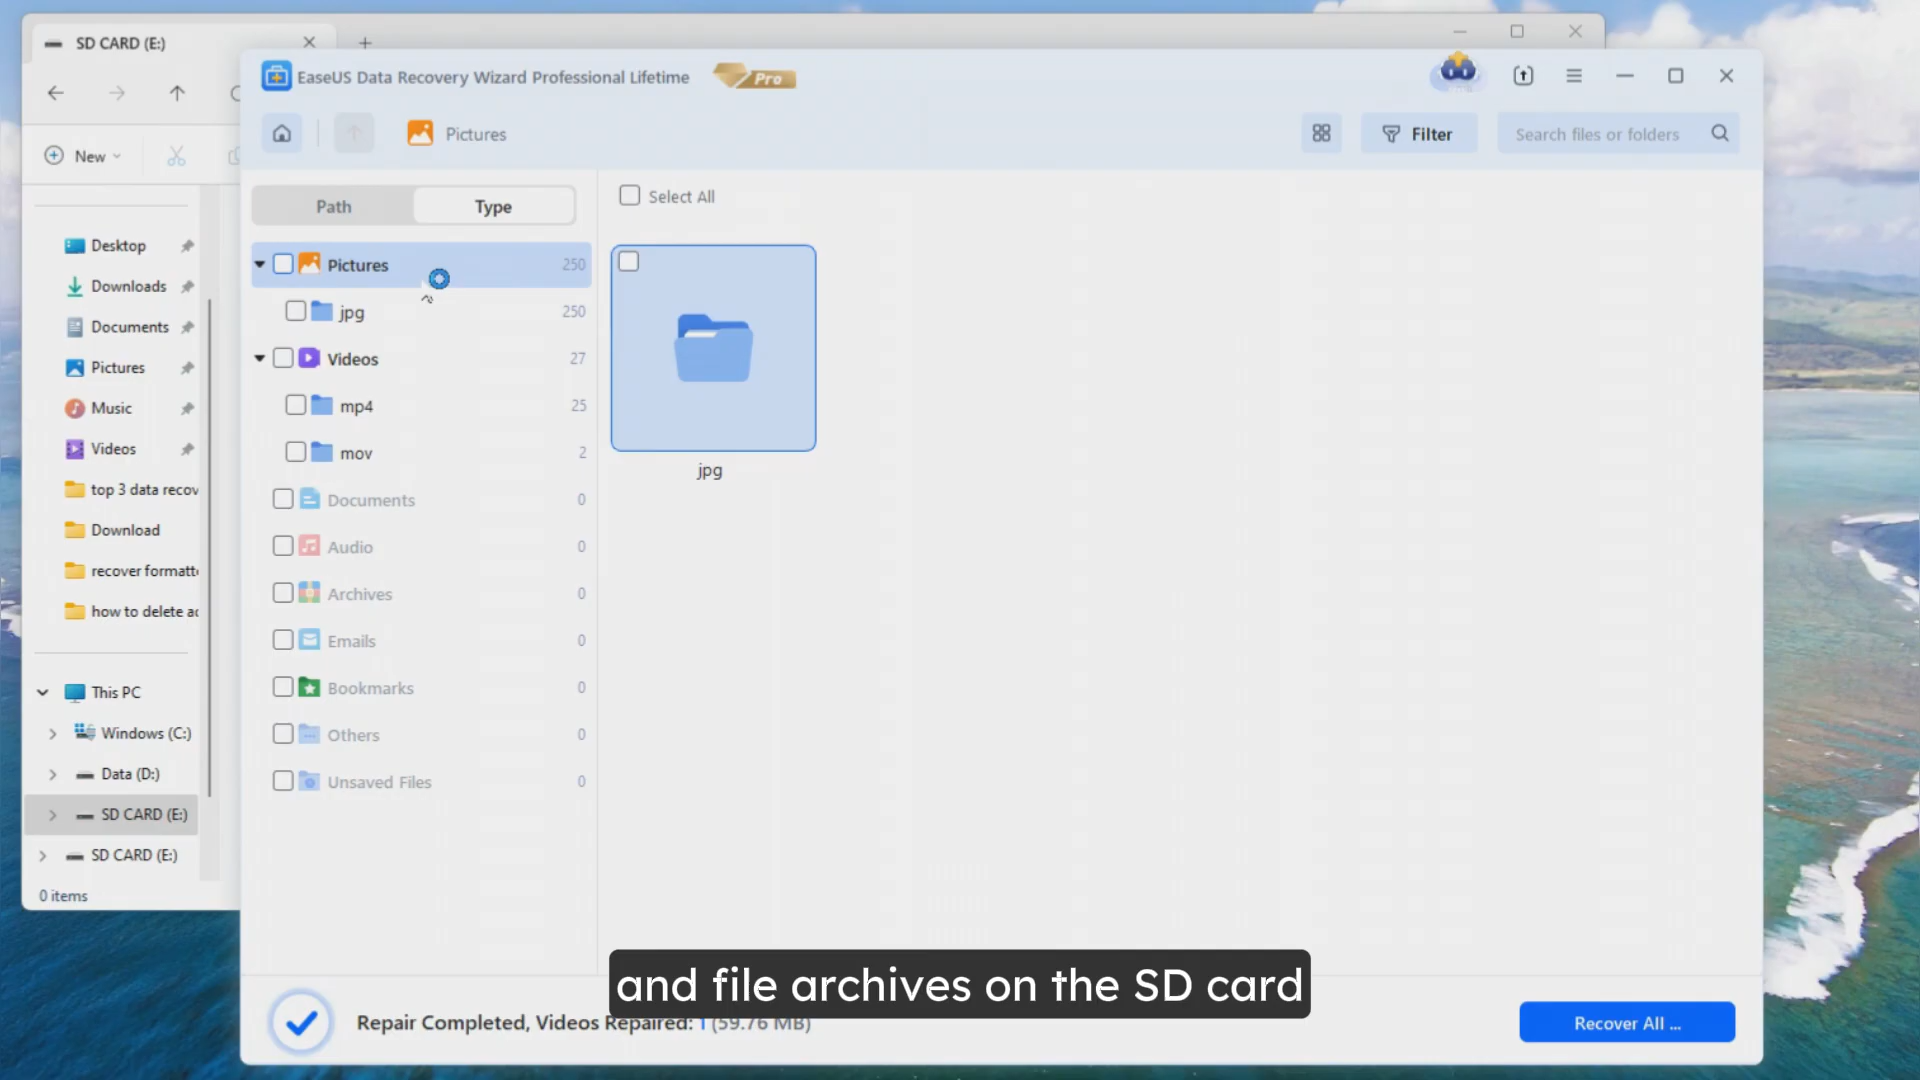 SD CARD (E:)
EaseUS Data Recovery Wizard Professional Lifetime
Pro
Pictures
Filter
Search files or folders
New
Path
Type
Select All
Desktop
Downloads
Documents
Pictures
Music
Videos
top 3 data recov
Download
recover formatt
how to delete a
This PC
Windows (C:)
Data (D:)
SD CARD (E:)
SD CARD (E:)
0 items
Pictures 250
jpg 250
Videos 27
mp4 25
mov 2
Documents 0
Audio 0
Archives 0
Emails 0
Bookmarks 0
Others 0
Unsaved Files 0
jpg
and file archives on the SD card
Repair Completed, Videos Repaired: 1 (59.76 MB)
Recover All ...